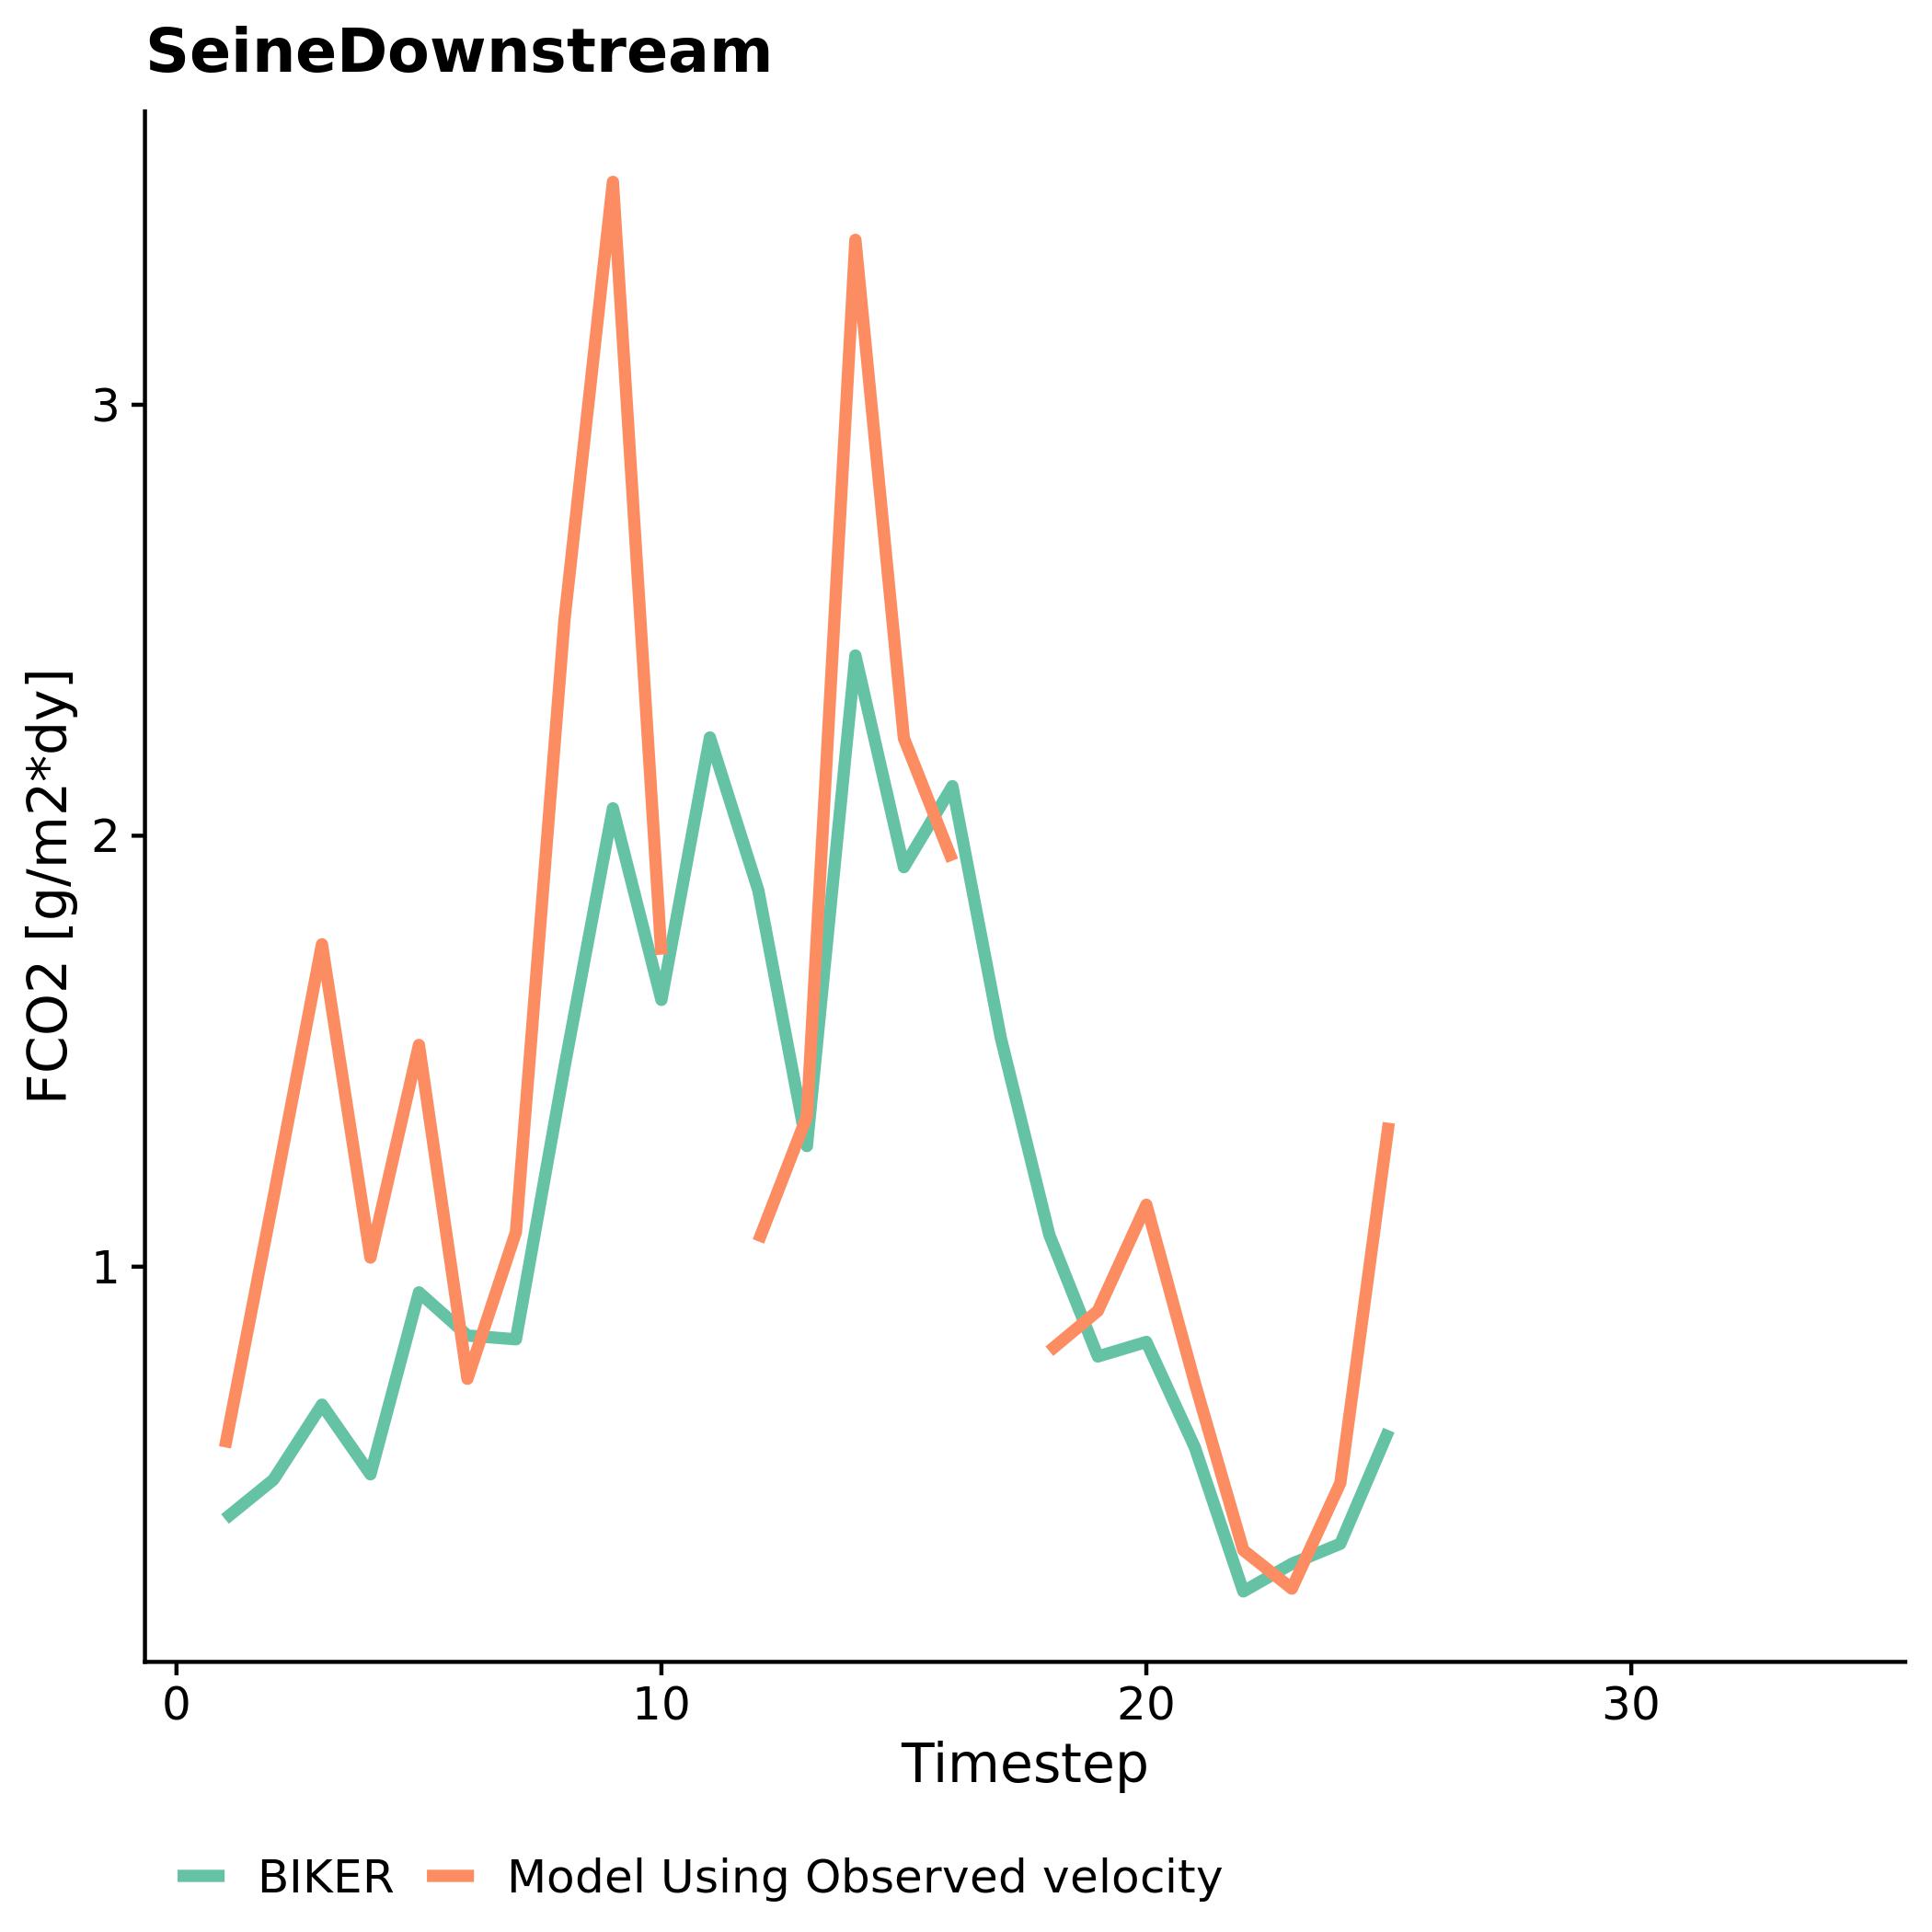 SeineDownstream
FCO2 [g/m2*dy]
3
2
1
0 10 20 30
Timestep
BIKER Model Using Observed velocity